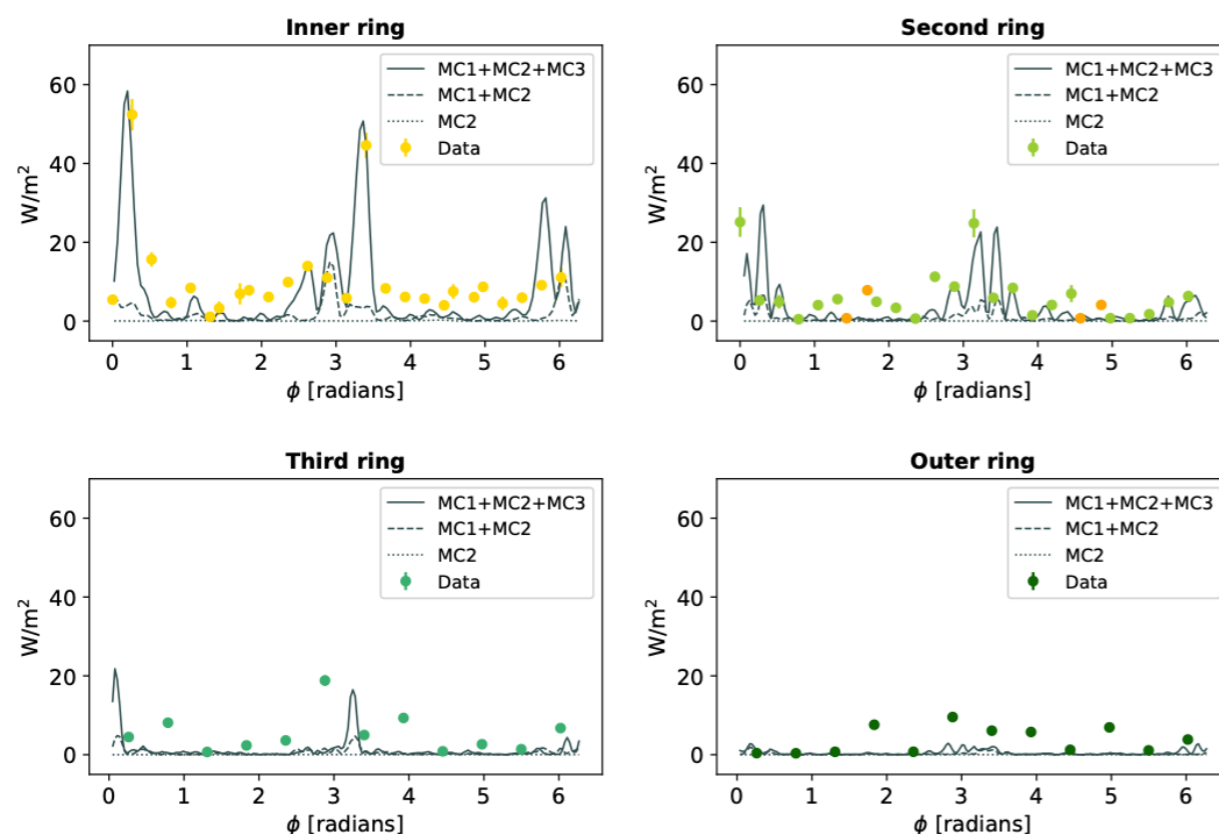 Inner ring
60
40
20
0
W/m²
MC1+MC2+MC3
MC1+MC2
MC2
Data
0 1 2 3 4 5 6
ϕ [radians]
Second ring
60
40
20
0
W/m²
MC1+MC2+MC3
MC1+MC2
MC2
Data
0 1 2 3 4 5 6
ϕ [radians]
Third ring
60
40
20
0
W/m²
MC1+MC2+MC3
MC1+MC2
MC2
Data
0 1 2 3 4 5 6
ϕ [radians]
Outer ring
60
40
20
0
W/m²
MC1+MC2+MC3
MC1+MC2
MC2
Data
0 1 2 3 4 5 6
ϕ [radians]